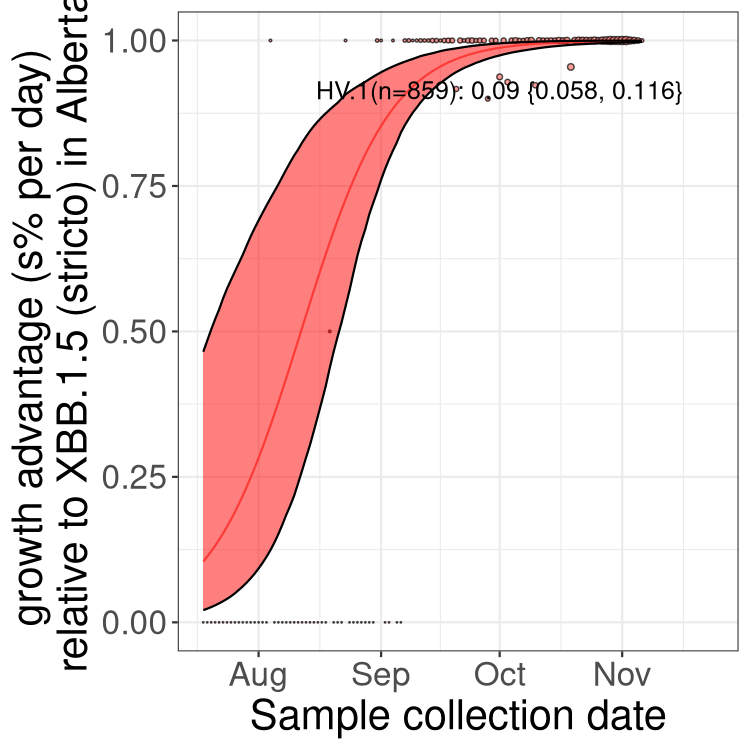 growth advantage (s% per day)
relative to XBB.1.5 (stricto) in Alberta
1.00
0.75
0.50
0.25
0.00
HV.1(n=859): 0.09 {0.058, 0.116}
Aug Sep Oct Nov
Sample collection date